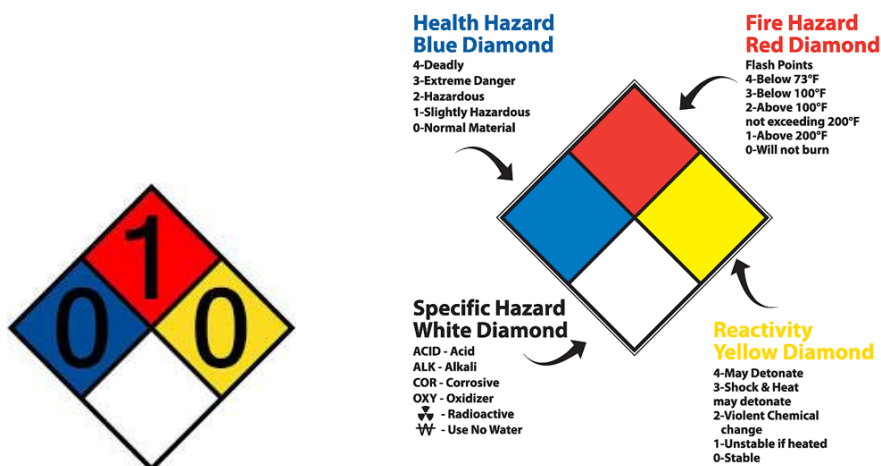 Health Hazard
Blue Diamond
4-Deadly
3-Extreme Danger
2-Hazardous
1-Slightly Hazardous
0-Normal Material
Fire Hazard
Red Diamond
Flash Points
4-Below 73°F
3-Below 100°F
2-Above 100°F
not exceeding 200°F
1-Above 200°F
0-Will not burn
1
0 0
Specific Hazard
White Diamond
ACID - Acid
ALK - Alkali
COR - Corrosive
OXY - Oxidizer
☢ - Radioactive
W - Use No Water
Reactivity
Yellow Diamond
4-May Detonate
3-Shock & Heat
may detonate
2-Violent Chemical
change
1-Unstable if heated
0-Stable